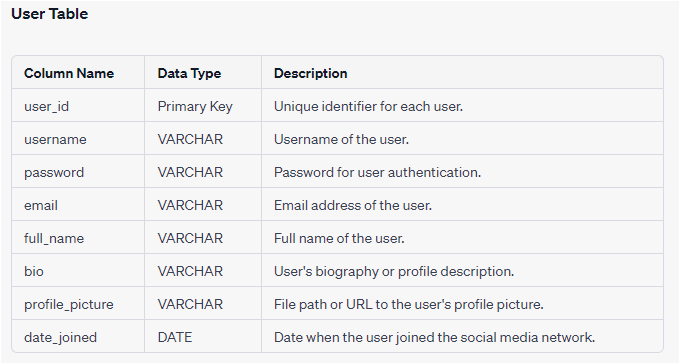 User Table
Column Name Data Type Description
user_id Primary Key Unique identifier for each user.
username VARCHAR Username of the user.
password VARCHAR Password for user authentication.
email VARCHAR Email address of the user.
full_name VARCHAR Full name of the user.
bio VARCHAR User's biography or profile description.
profile_picture VARCHAR File path or URL to the user's profile picture.
date_joined DATE Date when the user joined the social media network.